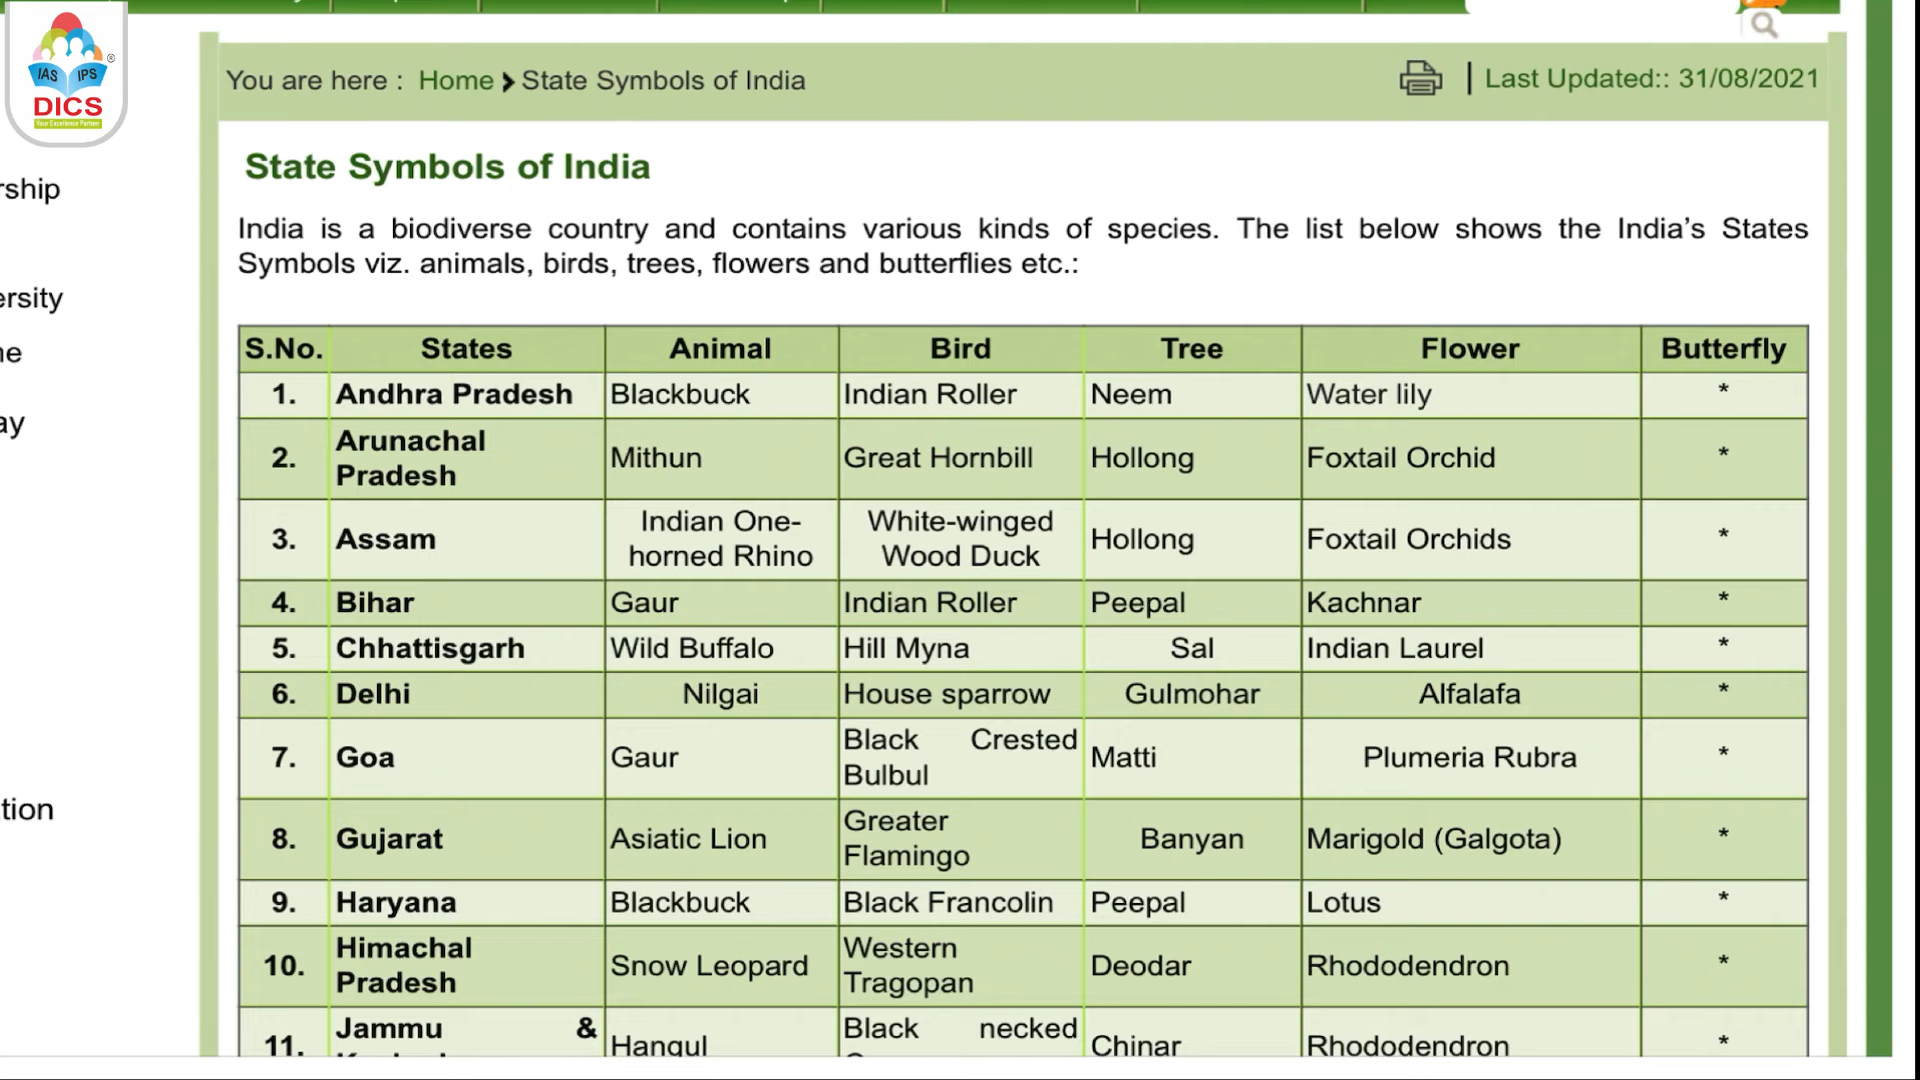 IAS IPS
DICS
Your Excellence Partner
rship
ersity
ne
ay
tion
You are here : Home State Symbols of India
| Last Updated:: 31/08/2021
State Symbols of India
India is a biodiverse country and contains various kinds of species. The list below shows the India's States
Symbols viz. animals, birds, trees, flowers and butterflies etc.:
S.No. States Animal Bird Tree Flower Butterfly
1. Andhra Pradesh Blackbuck Indian Roller Neem Water lily *
2. Arunachal Pradesh Mithun Great Hornbill Hollong Foxtail Orchid *
3. Assam Indian One-horned Rhino White-winged Wood Duck Hollong Foxtail Orchids *
4. Bihar Gaur Indian Roller Peepal Kachnar *
5. Chhattisgarh Wild Buffalo Hill Myna Sal Indian Laurel *
6. Delhi Nilgai House sparrow Gulmohar Alfalafa *
7. Goa Gaur Black Crested Bulbul Matti Plumeria Rubra *
8. Gujarat Asiatic Lion Greater Flamingo Banyan Marigold (Galgota) *
9. Haryana Blackbuck Black Francolin Peepal Lotus *
10. Himachal Pradesh Snow Leopard Western Tragopan Deodar Rhododendron *
11. Jammu & Hangul Black necked Chinar Rhododendron *